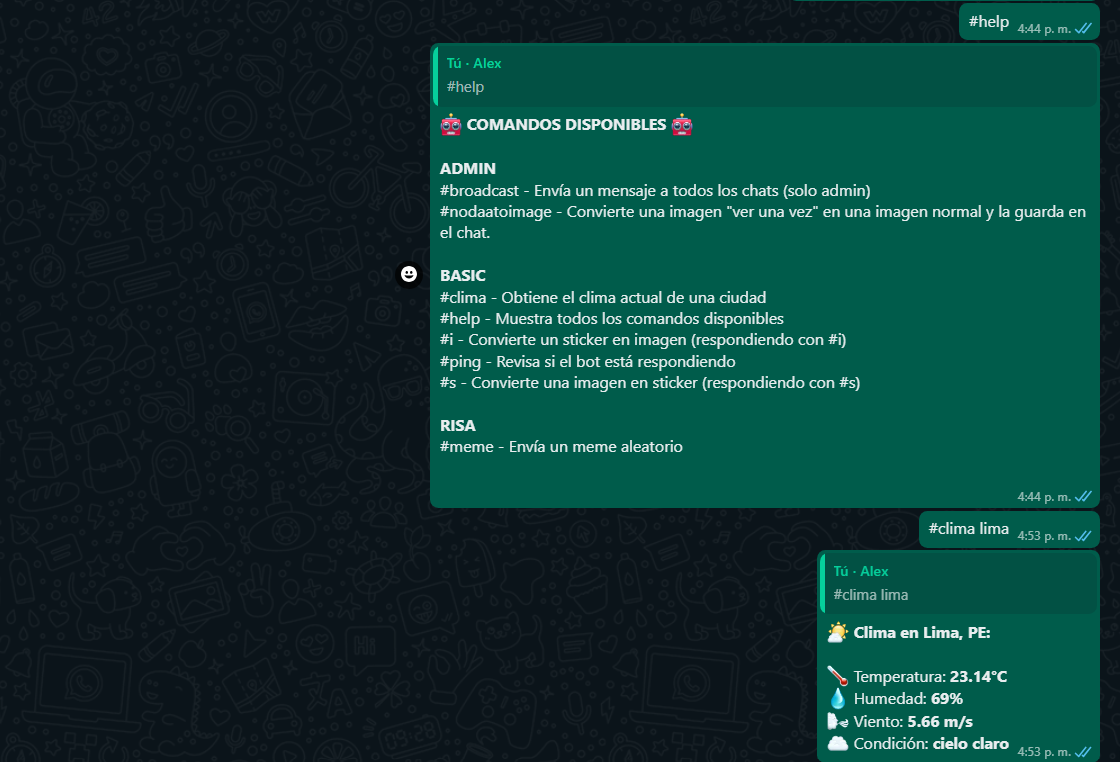 #help 4:44 p. m.
Tú · Alex
#help
🤖 COMANDOS DISPONIBLES 🤖
ADMIN
#broadcast - Envía un mensaje a todos los chats (solo admin)
#nodaatoimage - Convierte una imagen "ver una vez" en una imagen normal y la guarda en
el chat.
BASIC
#clima - Obtiene el clima actual de una ciudad
#help - Muestra todos los comandos disponibles
#i - Convierte un sticker en imagen (respondiendo con #i)
#ping - Revisa si el bot está respondiendo
#s - Convierte una imagen en sticker (respondiendo con #s)
RISA
#meme - Envía un meme aleatorio
4:44 p. m.
#clima lima 4:53 p. m.
Tú · Alex
#clima lima
🌤️ Clima en Lima, PE:
🌡️ Temperatura: 23.14°C
💧 Humedad: 69%
🌬️ Viento: 5.66 m/s
☁️ Condición: cielo claro 4:53 p. m.